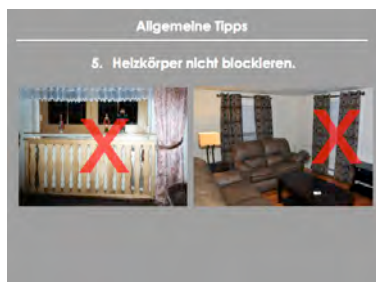 Allgemeine Tipps
5. Heizkörper nicht blockieren.
X
X